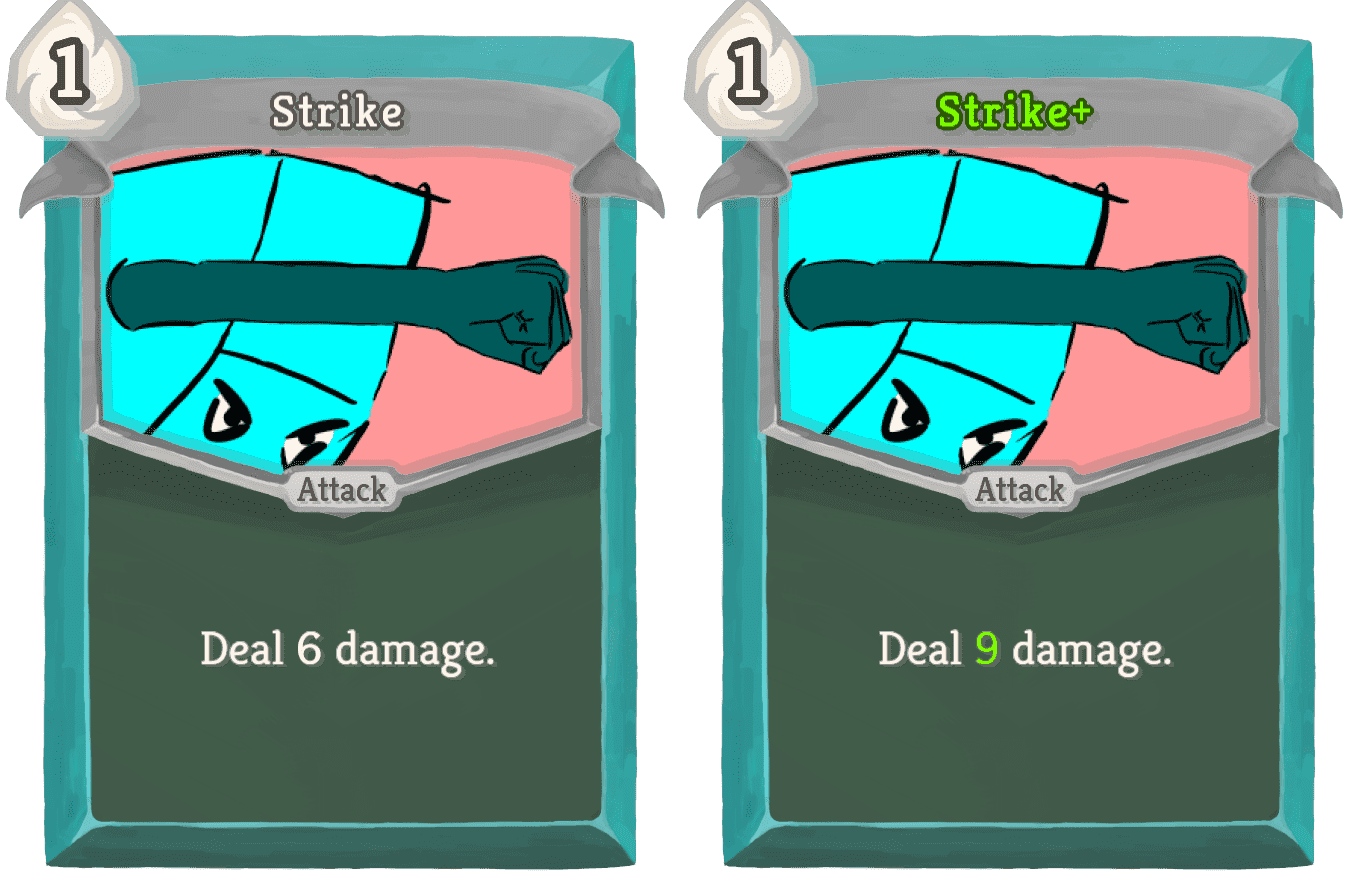 1
Strike
Attack
Deal 6 damage.
1
Strike+
Attack
Deal 9 damage.